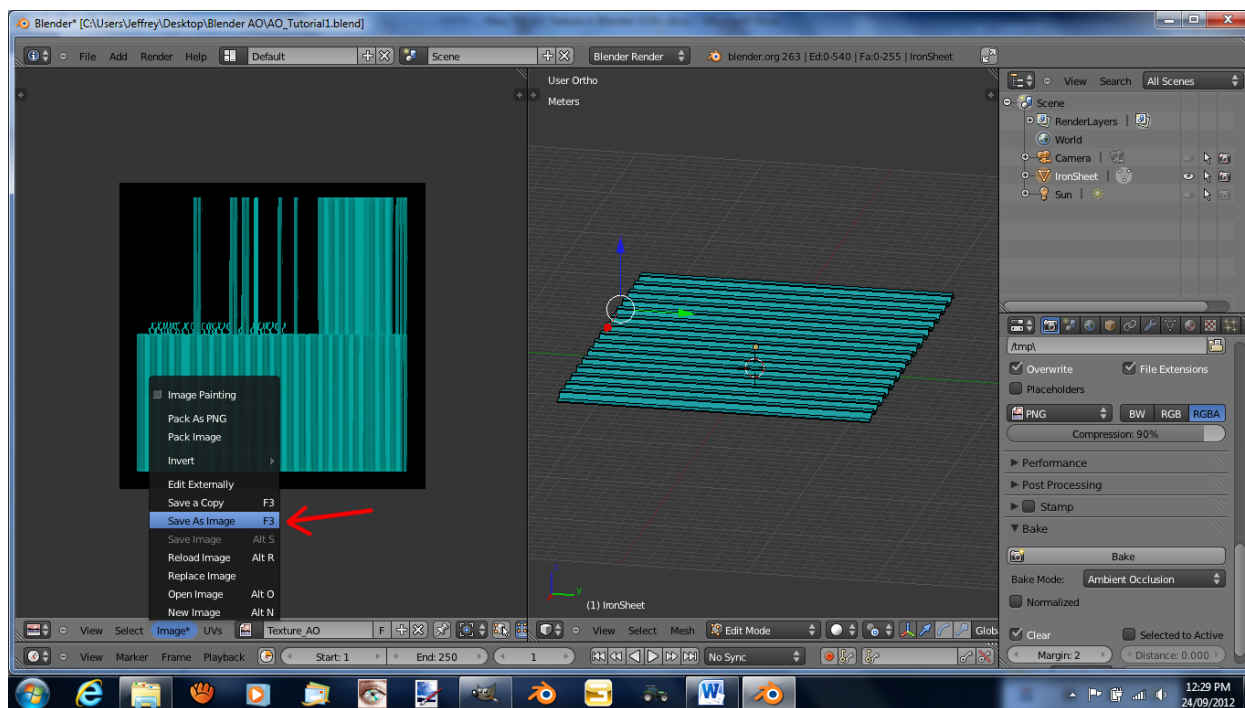 Blender* [C:\Users\Jeffrey\Desktop\Blender AO\AO_Tutorial1.blend]
File Add Render Help Default Scene Blender Render blender.org 263 | Ed:0-540 | Fa:0-255 | IronSheet
User Ortho
Meters
View Search All Scenes
Scene
RenderLayers |
World
Camera |
IronSheet |
Sun |
/tmp\
Overwrite File Extensions
Placeholders
PNG BW RGB RGBA
Compression: 90%
Performance
Post Processing
Stamp
Bake
Bake
Bake Mode: Ambient Occlusion
Normalized
Clear Selected to Active
Margin: 2 Distance: 0.000
Image Painting
Pack As PNG
Pack Image
Invert
Edit Externally
Save a Copy F3
Save As Image F3
Save Image Alt S
Reload Image Alt R
Replace Image
Open Image Alt O
New Image Alt N
y
(1) IronSheet
View Select Image* UVs Texture_AO F
View Select Mesh Edit Mode Glob
View Marker Frame Playback Start: 1 End: 250 1 No Sync
12:29 PM
24/09/2012